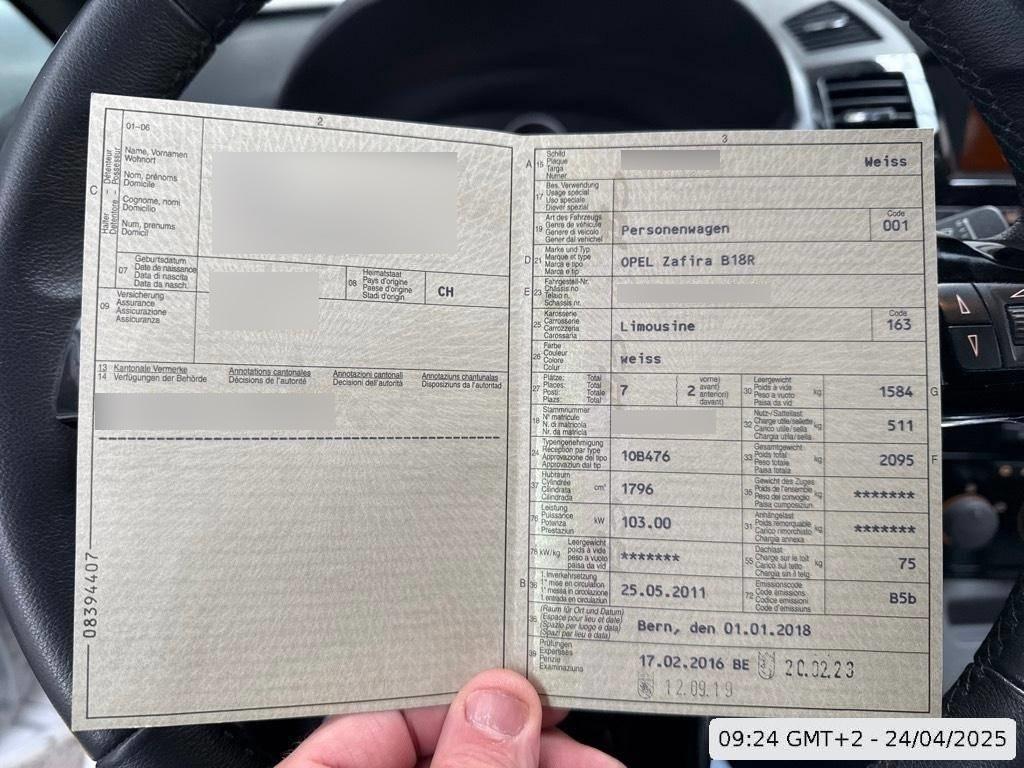 2
01-06
C
Halter – Détenteur
Detentore – Possessur
Name, Vornamen
Wohnort
Nom, prénoms
Domicile
Cognome, nomi
Domicilio
Num, prenums
Domicil
07
Geburtsdatum
Date de naissance
Data di nascita
Data da nasch.
08
Heimatstaat
Pays d'origine
Paese d'origine
Stadi d'origin
CH
09
Versicherung
Assurance
Assicurazione
Assicuranza
13 Kantonale Vermerke
Annotations cantonales
Annotazioni cantonali
Annotaziuns chantunalas
14 Verfügungen der Behörde
Décisions de l'autorité
Decisioni dell'autorità
Disposiziuns da l'autoritad
08394407
3
A 15
Schild
Plaque
Targa
Numer
Weiss
17
Bes. Verwendung
Usage spécial
Uso speciale
Diever spezial
19
Art des Fahrzeugs
Genre de véhicule
Genere di veicolo
Gener dal vehichel
Personenwagen
Code
001
D 21
Marke und Typ
Marque et type
Marca e tipo
Marca e tip
OPEL Zafira B18R
E 23
Fahrgestell-Nr.
Châssis no
Telaio n.
Schassis nr.
25
Karosserie
Carrosserie
Carrozzeria
Carossaria
Limousine
Code
163
26
Farbe
Couleur
Colore
Colur
weiss
27
Plätze: Total
Places: Total
Posti: Totale
Plazs: Total
7
2
vorne)
avant)
anteriori)
davant)
30
Leergewicht
Poids à vide
Peso a vuoto
Paisa da vid
kg
1584
G
18
Stammnummer
N° matricule
N. di matricola
Nr. da matricla
32
Nutz-/Sattellast
Charge utile/sellette
Carico utile/sella
Chargia utila/sella
kg
511
24
Typengenehmigung
Réception par type
Approvazione del tipo
Approvaziun dal tip
1OB476
33
Gesamtgewicht
Poids total
Peso totale
Paisa totala
kg
2095
F
37
Hubraum
Cylindrée
Cilindrata
Cilindrada
cm³
1796
35
Gewicht des Zuges
Poids de l'ensemble
Peso del convoglio
Paisa cumposiziun
kg
*******
76
Leistung
Puissance
Potenza
Prestaziun
kW
103.00
31
Anhängelast
Poids remorquable
Carico rimorchiato
Chargia annexa
kg
*******
78 kW/kg
Leergewicht
poids à vide
peso a vuoto
paisa da vid
*******
55
Dachlast
Charge sur le toit
Carico sul tetto
Chargia sin il tetg
kg
75
B 36
1. Inverkehrsetzung
1re mise en circulation
1a messa in circolazione
1. entrada en circulaziun
25.05.2011
72
Emissionscode
Code émissions
Codice emissioni
Code d'emissiuns
B5b
38
(Raum für Ort und Datum)
(Espace pour lieu et date)
(Spazio per luogo e data)
(Spazi per lieu e data)
Bern, den 01.01.2018
39
Prüfungen
Expertises
Perizie
Examinaziuns
17.02.2016 BE
20.02.23
12.09.19
09:24 GMT+2 - 24/04/2025